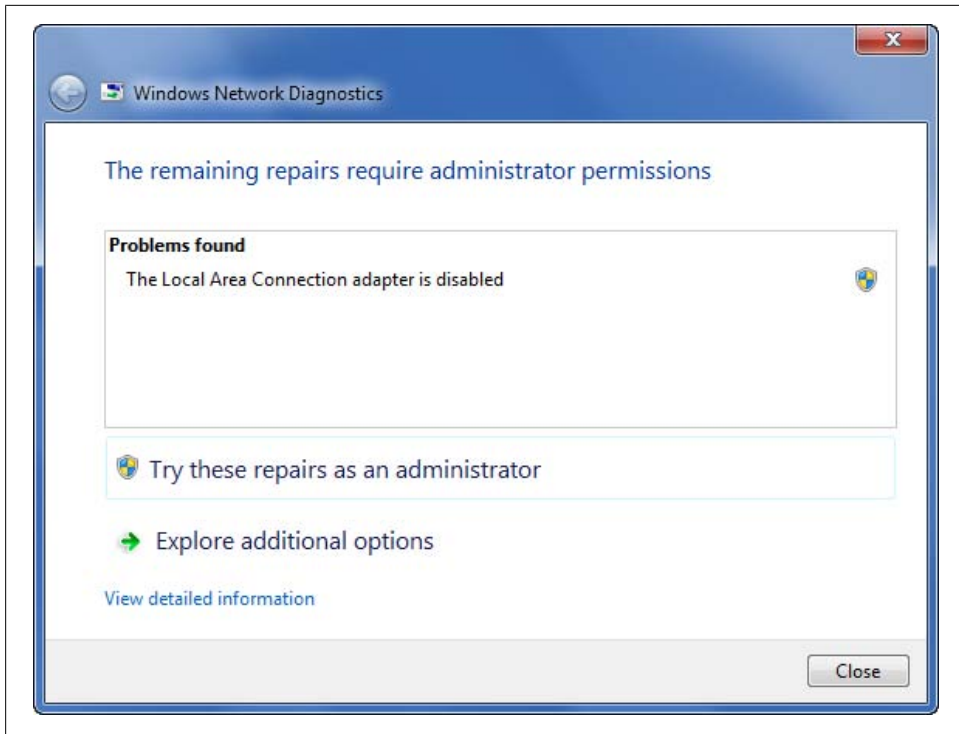 Windows Network Diagnostics
The remaining repairs require administrator permissions
Problems found
The Local Area Connection adapter is disabled
Try these repairs as an administrator
Explore additional options
View detailed information
Close